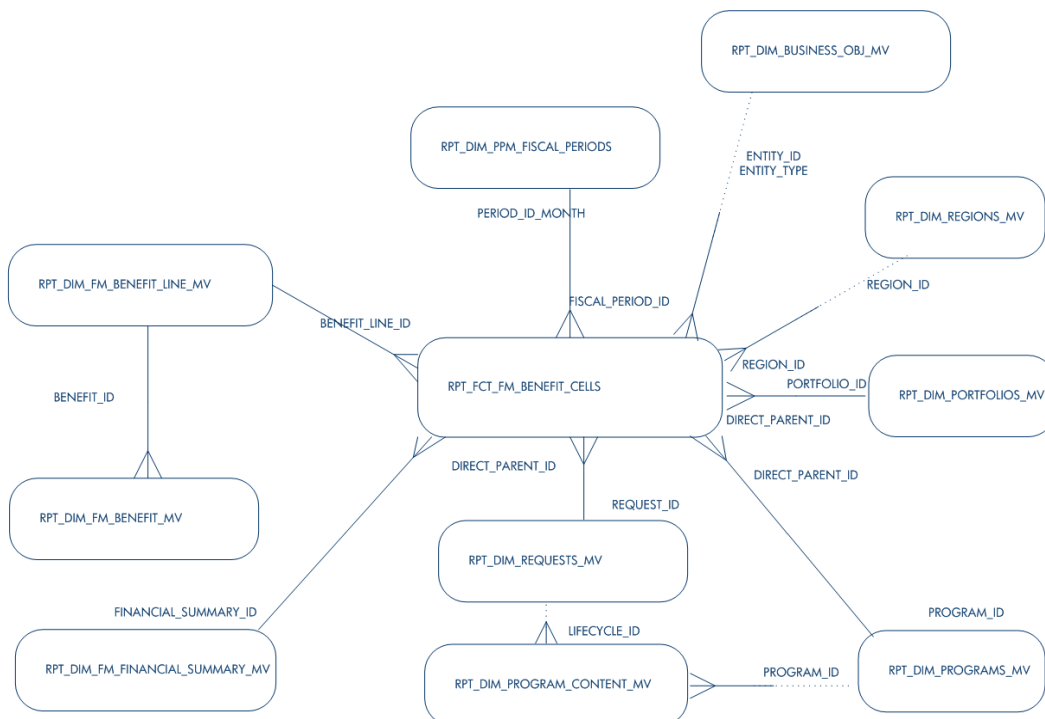 RPT_DIM_BUSINESS_OBJ_MV
RPT_DIM_PPM_FISCAL_PERIODS
ENTITY_ID
ENTITY_TYPE
PERIOD_ID_MONTH
RPT_DIM_REGIONS_MV
RPT_DIM_FM_BENEFIT_LINE_MV
REGION_ID
FISCAL_PERIOD_ID
BENEFIT_LINE_ID
REGION_ID
RPT_FCT_FM_BENEFIT_CELLS
PORTFOLIO_ID
RPT_DIM_PORTFOLIOS_MV
BENEFIT_ID
DIRECT_PARENT_ID
DIRECT_PARENT_ID
DIRECT_PARENT_ID
REQUEST_ID
RPT_DIM_FM_BENEFIT_MV
RPT_DIM_REQUESTS_MV
FINANCIAL_SUMMARY_ID
PROGRAM_ID
LIFECYCLE_ID
RPT_DIM_FM_FINANCIAL_SUMMARY_MV
RPT_DIM_PROGRAM_CONTENT_MV
PROGRAM_ID
RPT_DIM_PROGRAMS_MV